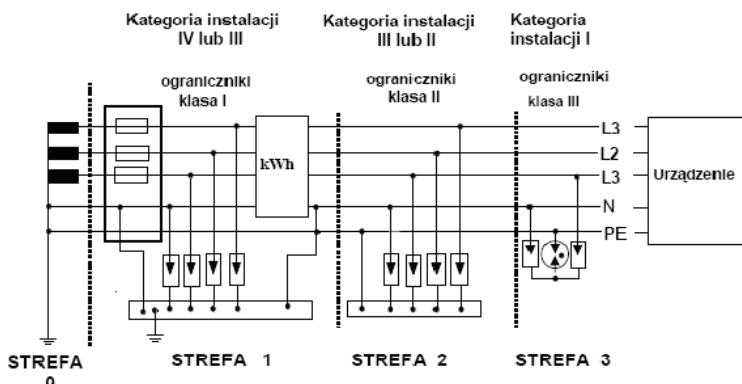 Kategoria instalacji
IV lub III
Kategoria instalacji
III lub II
Kategoria
instalacji I
ograniczniki
klasa I
ograniczniki
klasa II
ograniczniki
klasa III
kWh
L3
L2
L3
N
PE
Urządzenie
STREFA
0
STREFA 1
STREFA 2
STREFA 3